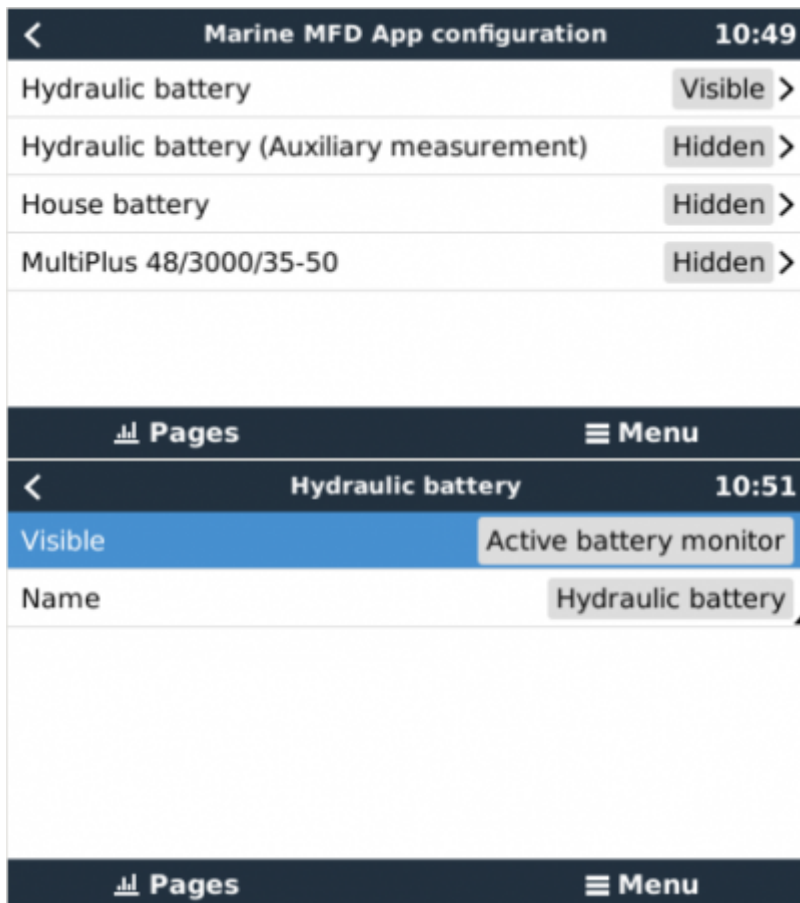 Marine MFD App configuration 10:49
Hydraulic battery Visible
Hydraulic battery (Auxiliary measurement) Hidden
House battery Hidden
MultiPlus 48/3000/35-50 Hidden
Pages Menu
Hydraulic battery 10:51
Visible Active battery monitor
Name Hydraulic battery
Pages Menu